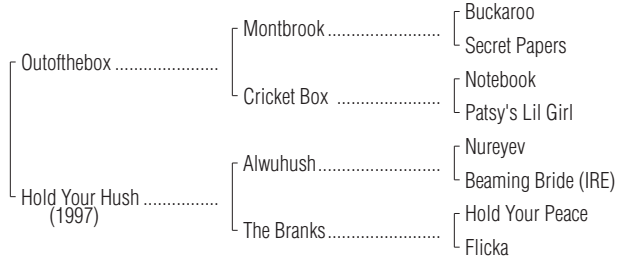 Buckaroo
Montbrook ......................
Secret Papers
Outofthebox .....................
Notebook
Cricket Box .....................
Patsy's Lil Girl
Nureyev
Alwuhush.........................
Beaming Bride (IRE)
Hold Your Hush ................
(1997)
Hold Your Peace
The Branks.......................
Flicka